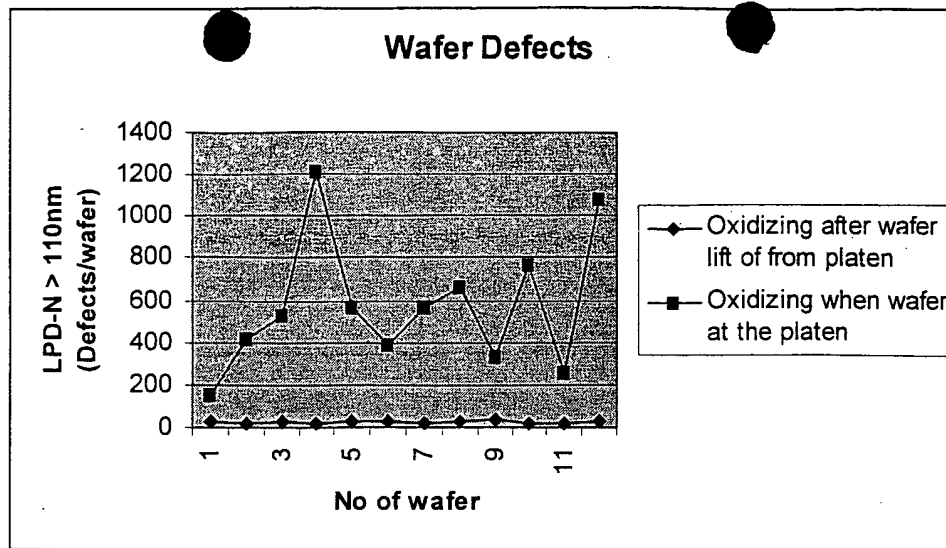 Wafer Defects
LPD-N > 110nm
(Defects/wafer)
1400
1200
1000
800
600
400
200
0
1
3
5
7
9
11
No of wafer
Oxidizing after wafer
lift of from platen
Oxidizing when wafer
at the platen